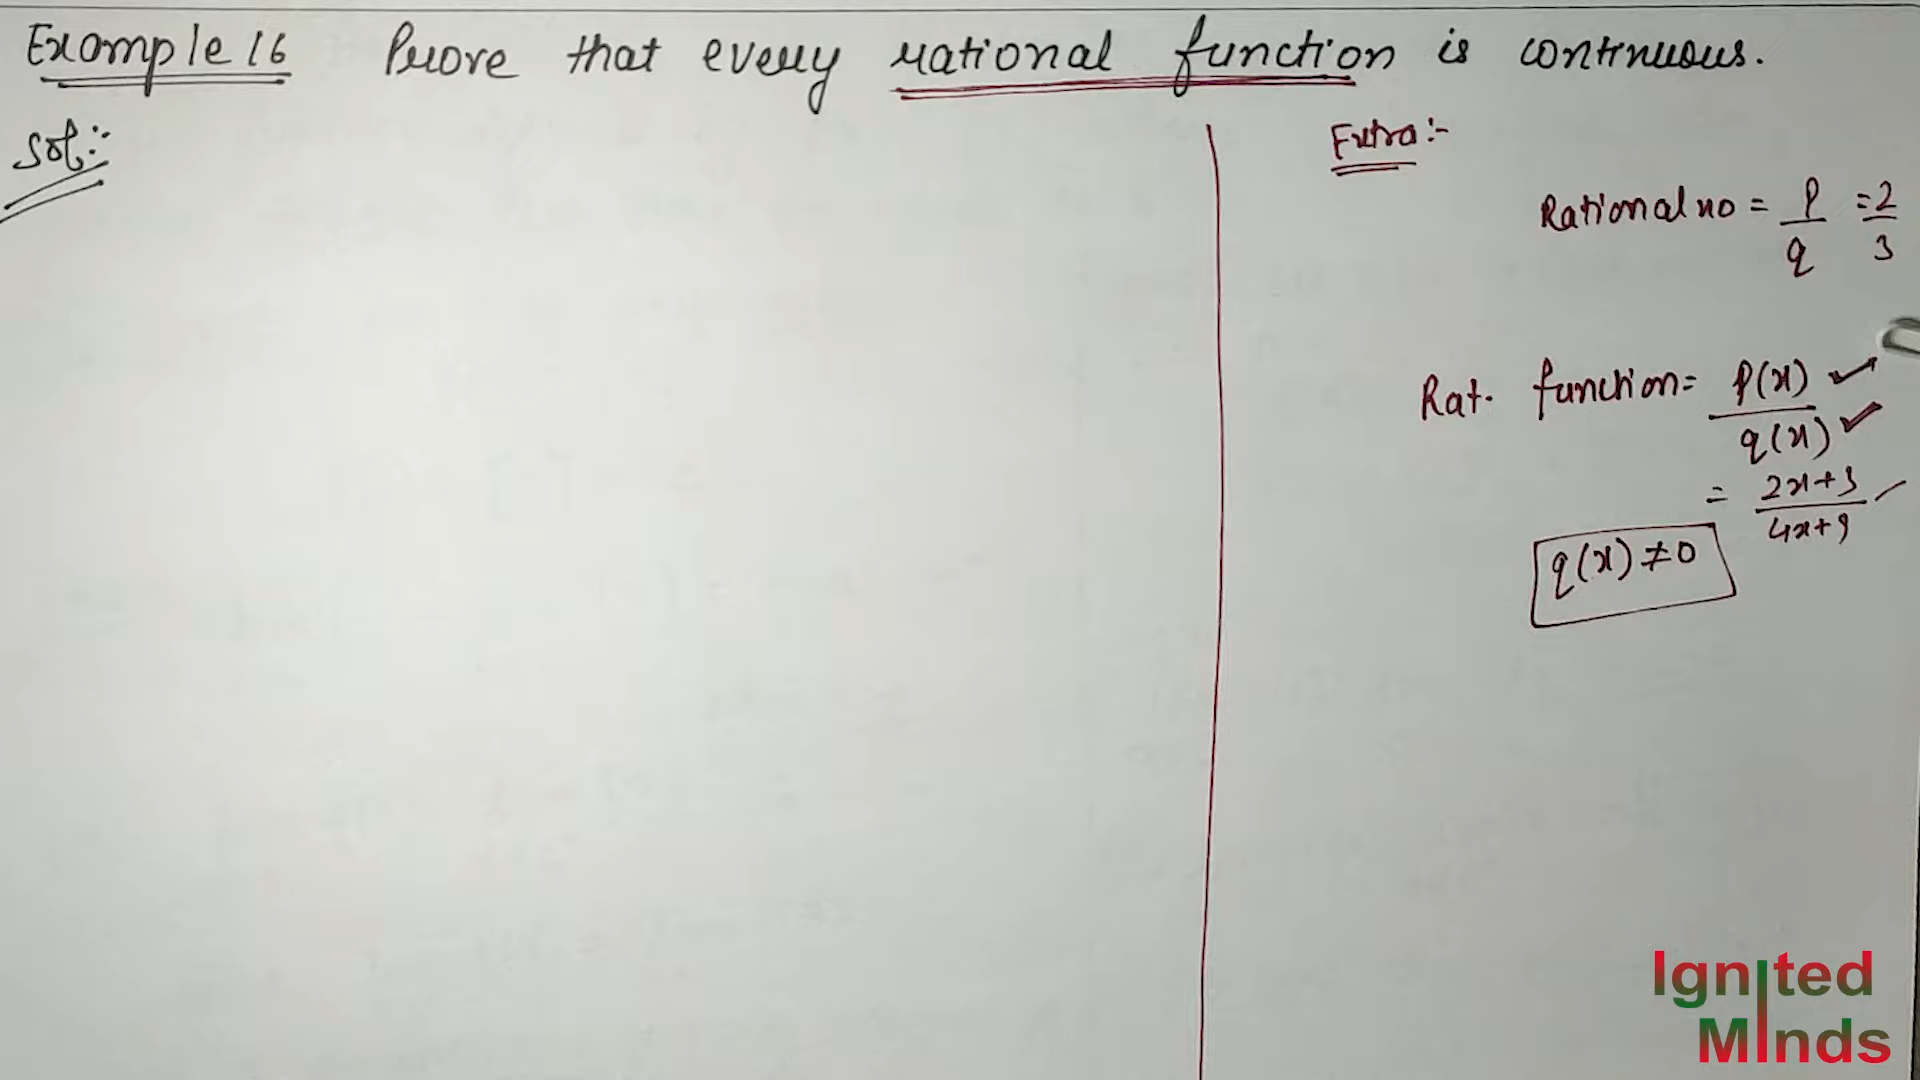 Example 16 Prove that every rational function is continuous.
Sol:-
Extra:-
Rational no = p/q = 2/3
Rat. function = p(x)/q(x)
= 2x+3/4x+9
q(x) ≠ 0
Ignited
Minds